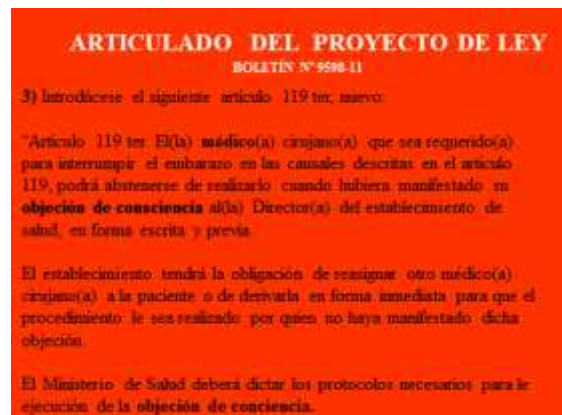 ARTICULADO DEL PROYECTO DE LEY
BOLETÍN N° 9598-11
3) Introdúcese el siguiente artículo 119 ter, nuevo:
"Artículo 119 ter. El(la) médico(a) cirujano(a) que sea requerido(a)
para interrumpir el embarazo en las causales descritas en el artículo
119, podrá abstenerse de realizarlo cuando hubiera manifestado su
objeción de consciencia al(la) Director(a) del establecimiento de
salud, en forma escrita y previa.
El establecimiento tendrá la obligación de reasignar otro médico(a)
cirujano(a) a la paciente o de derivarla en forma inmediata para que el
procedimiento le sea realizado por quien no haya manifestado dicha
objeción.
El Ministerio de Salud deberá dictar los protocolos necesarios para le
ejecución de la objeción de conciencia.